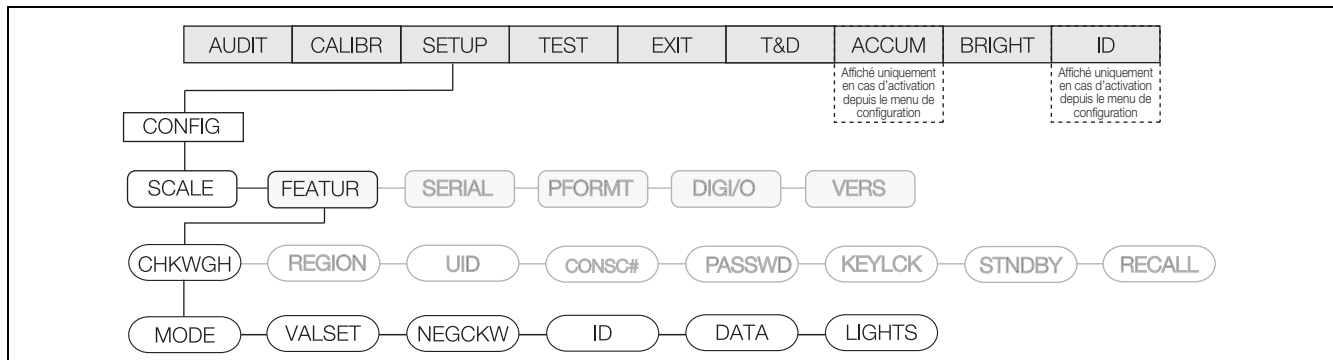 AUDIT CALIBR SETUP TEST EXIT T&D ACCUM BRIGHT ID
Affiché uniquement
en cas d'activation
depuis le menu de
configuration
Affiché uniquement
en cas d'activation
depuis le menu de
configuration
CONFIG
SCALE FEATUR SERIAL PFORMT DIGI/O VERS
CHKWGH REGION UID CONSC# PASSWD KEYLCK STNDBY RECALL
MODE VALSET NEGCKW ID DATA LIGHTS